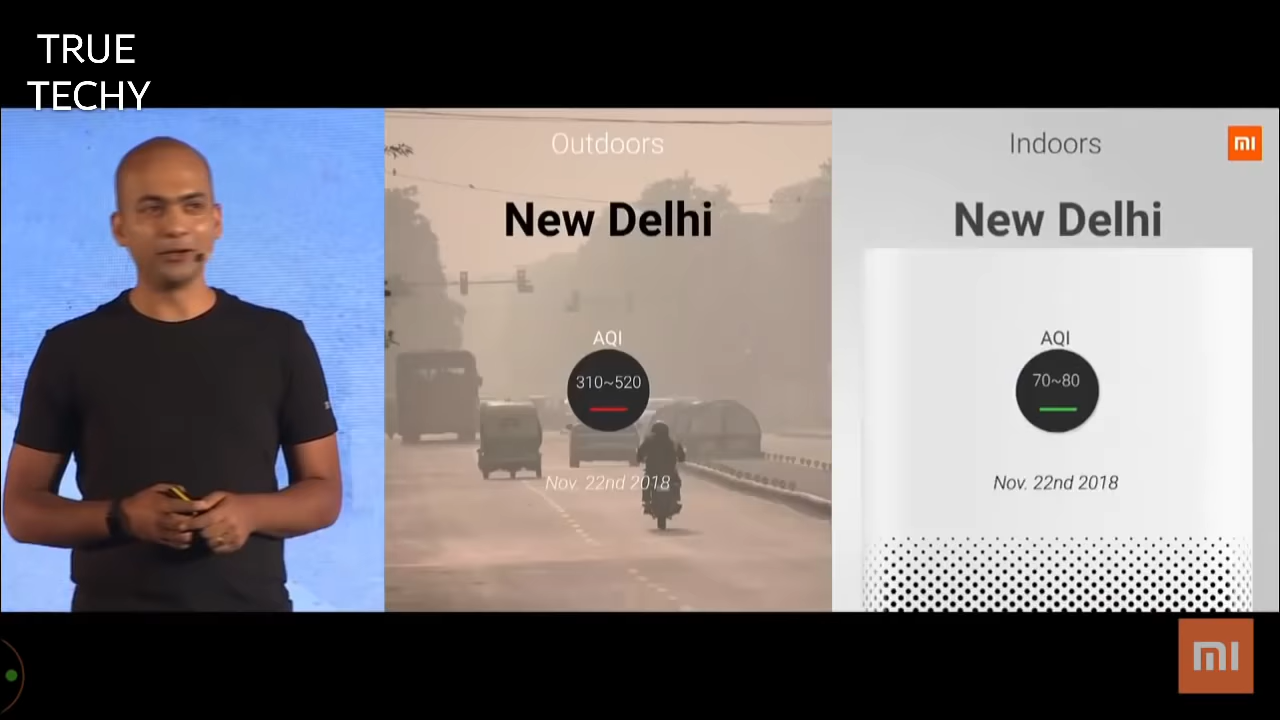 TRUE
TECHY
Outdoors
New Delhi
AQI
310~520
Nov. 22nd 2018
Indoors
mi
New Delhi
AQI
70~80
Nov. 22nd 2018
mi